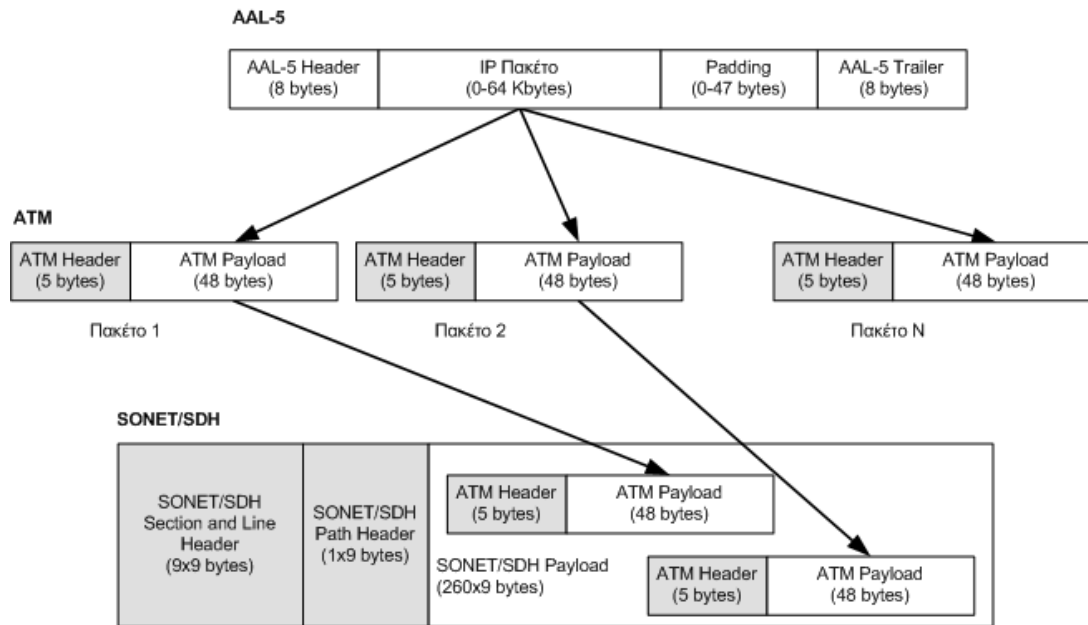 AAL-5
AAL-5 Header
(8 bytes)
IP Πακέτο
(0-64 Kbytes)
Padding
(0-47 bytes)
AAL-5 Trailer
(8 bytes)
ATM
ATM Header
(5 bytes)
ATM Payload
(48 bytes)
ATM Header
(5 bytes)
ATM Payload
(48 bytes)
ATM Header
(5 bytes)
ATM Payload
(48 bytes)
Πακέτο 1
Πακέτο 2
Πακέτο N
SONET/SDH
SONET/SDH
Section and Line
Header
(9x9 bytes)
SONET/SDH
Path Header
(1x9 bytes)
ATM Header
(5 bytes)
ATM Payload
(48 bytes)
SONET/SDH Payload
(260x9 bytes)
ATM Header
(5 bytes)
ATM Payload
(48 bytes)